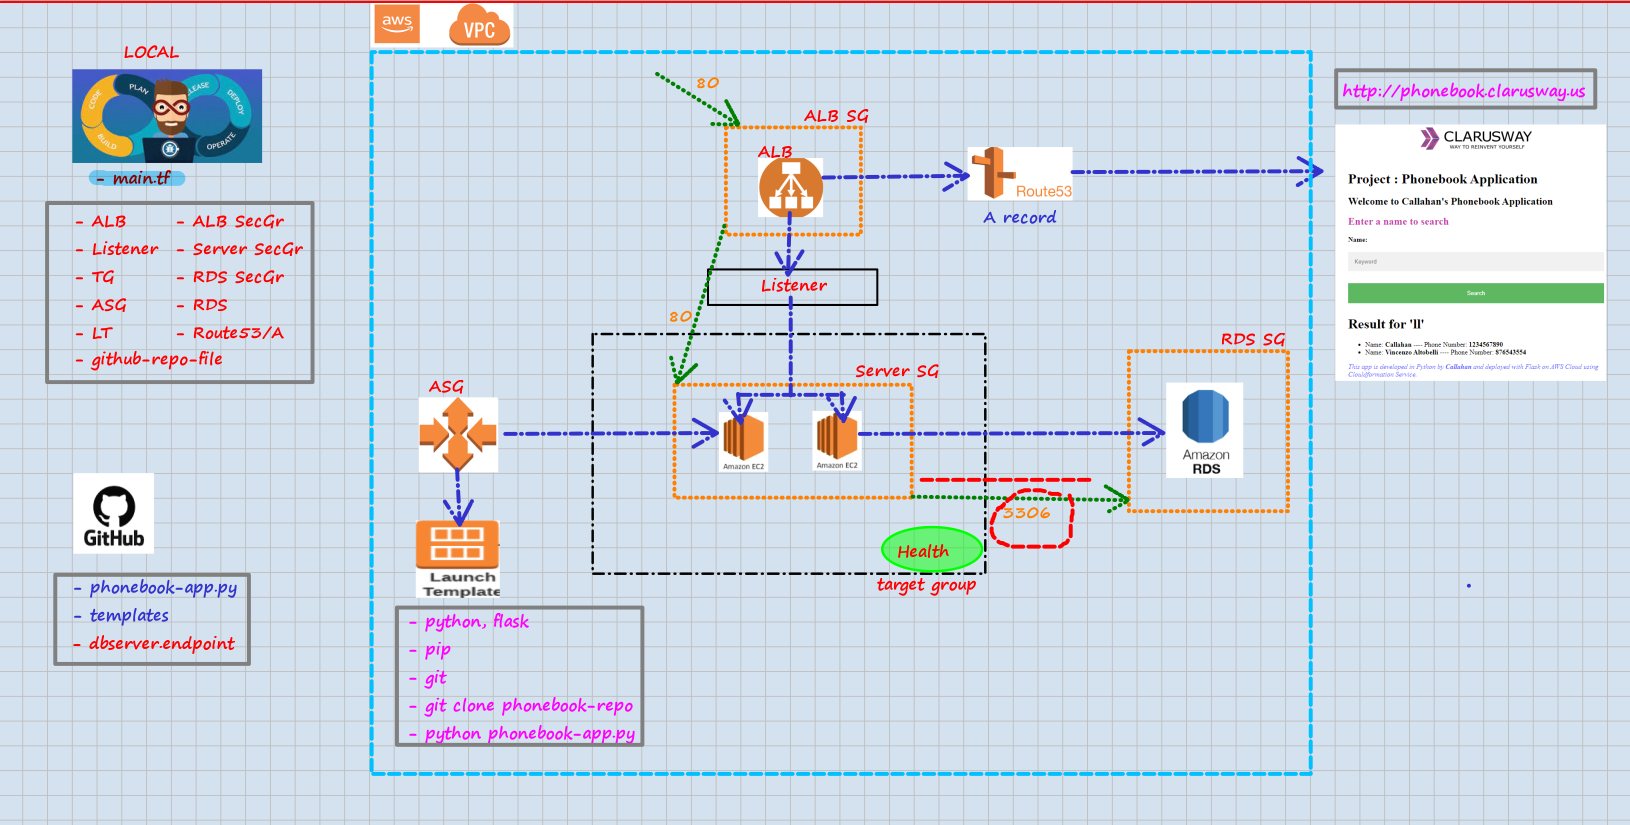 aws
VPC
LOCAL
CODE
PLAN
RELEASE
DEPLOY
BUILD
OPERATE
- main.tf
- ALB
- ALB SecGr
- Listener
- Server SecGr
- TG
- RDS SecGr
- ASG
- RDS
- LT
- Route53/A
- github-repo-file
GitHub
- phonebook-app.py
- templates
- dbserver.endpoint
80
ALB SG
ALB
Route53
A record
Listener
80
Server SG
ASG
Amazon EC2
Amazon EC2
RDS SG
Amazon
RDS
3306
Health
target group
Launch
Template
- python, flask
- pip
- git
- git clone phonebook-repo
- python phonebook-app.py
http://phonebook.clarusway.us
CLARUSWAY
WAY TO REINVENT YOURSELF
Project : Phonebook Application
Welcome to Callahan's Phonebook Application
Enter a name to search
Name:
Keyword
Search
Result for 'll'
• Name: Callahan ---- Phone Number: 1234567890
• Name: Vincenzo Altobelli ---- Phone Number: 876543554
This app is developed in Python by Callahan and deployed with Flask on AWS Cloud using
Cloudformation Service.